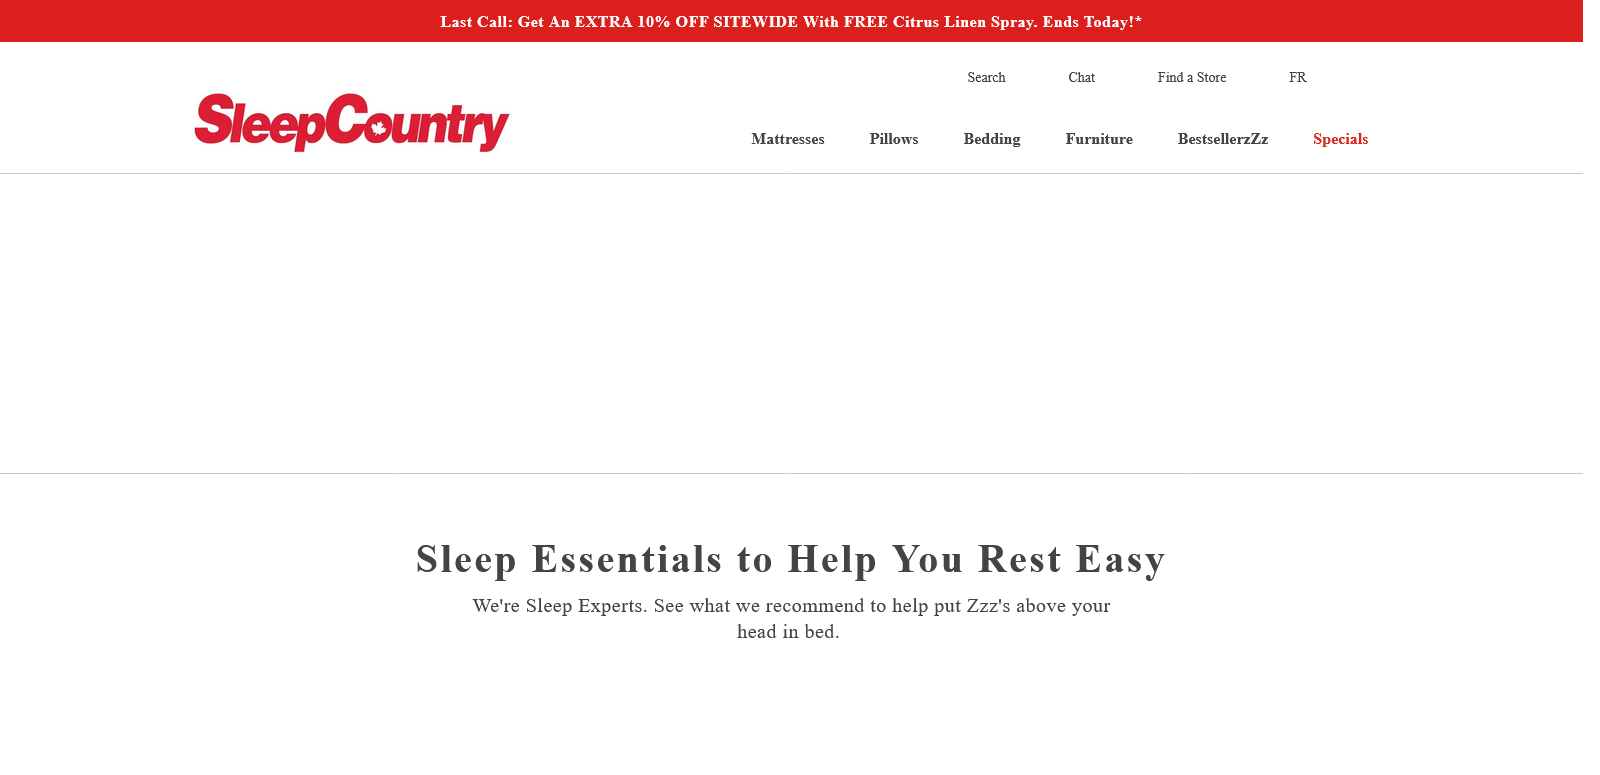 Last Call: Get An EXTRA 10% OFF SITEWIDE With FREE Citrus Linen Spray. Ends Today!*
Search Chat Find a Store FR
SleepCountry
Mattresses Pillows Bedding Furniture BestsellerzZz Specials
Sleep Essentials to Help You Rest Easy
We're Sleep Experts. See what we recommend to help put Zzz's above your
head in bed.